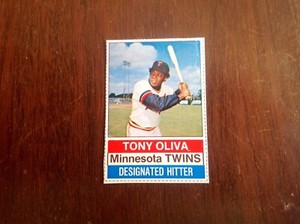 TONY OLIVA
Minnesota TWINS
DESIGNATED HITTER